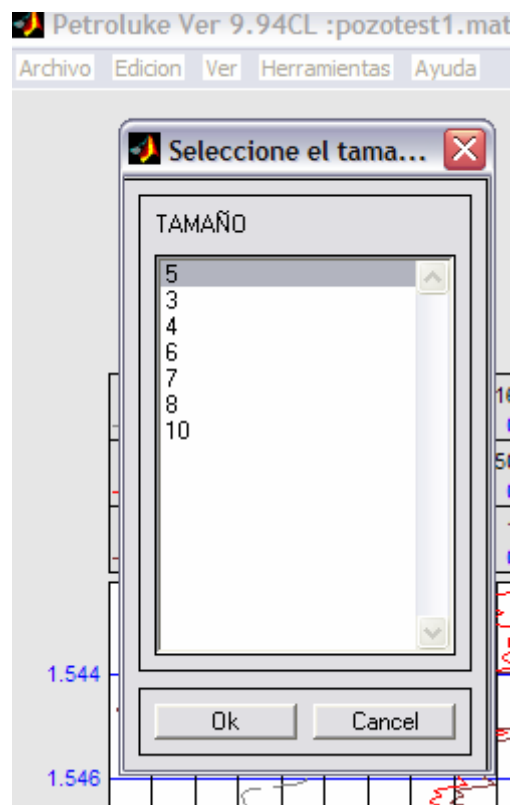 Petroluke Ver 9.94CL :pozotest1.mat
Archivo Edicion Ver Herramientas Ayuda
Seleccione el tama...
TAMAÑO
5
3
4
6
7
8
10
1.544
Ok Cancel
1.546